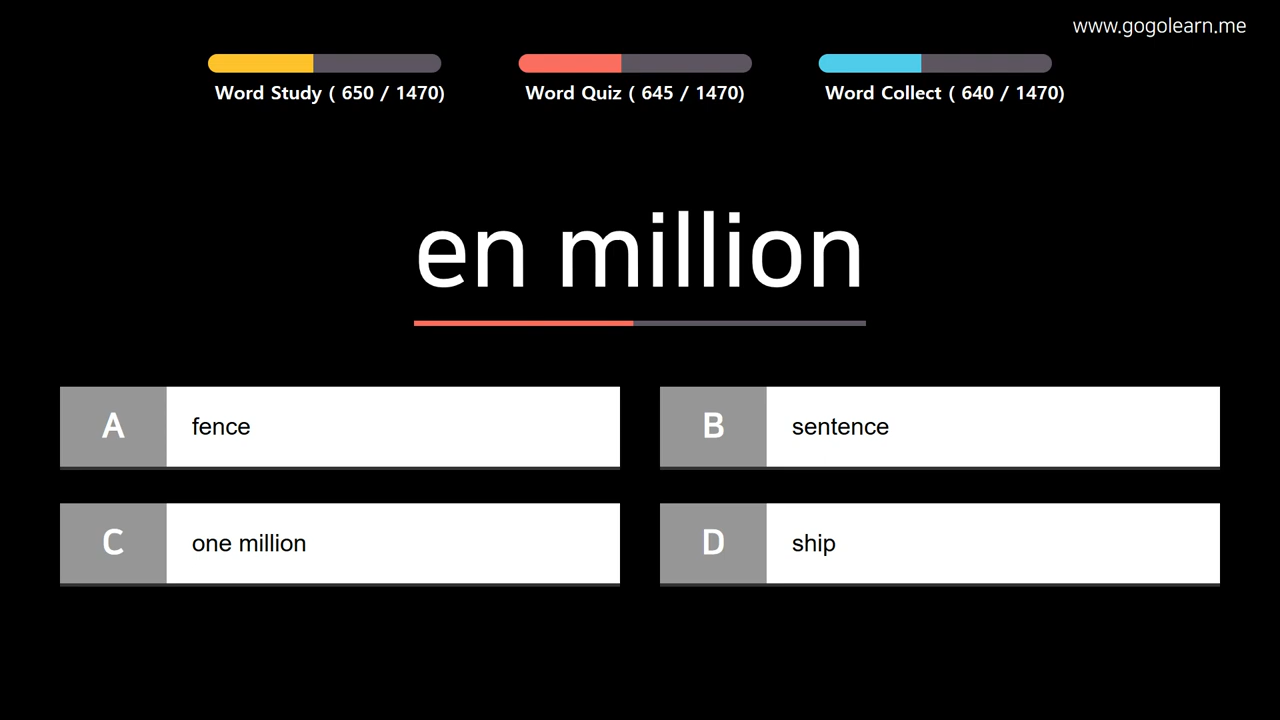 www.gogolearn.me
Word Study ( 650 / 1470)
Word Quiz ( 645 / 1470)
Word Collect ( 640 / 1470)
en million
A fence
B sentence
C one million
D ship